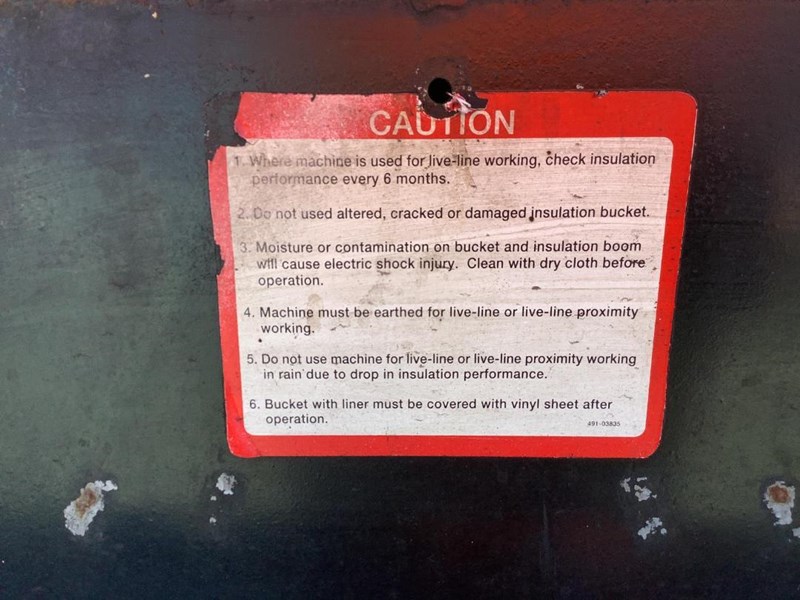 CAUTION
1. Where machine is used for live-line working, check insulation
performance every 6 months.
2. Do not used altered, cracked or damaged insulation bucket.
3. Moisture or contamination on bucket and insulation boom
will cause electric shock injury. Clean with dry cloth before
operation.
4. Machine must be earthed for live-line or live-line proximity
working.
5. Do not use machine for live-line or live-line proximity working
in rain due to drop in insulation performance.
6. Bucket with liner must be covered with vinyl sheet after
operation.
891-03835